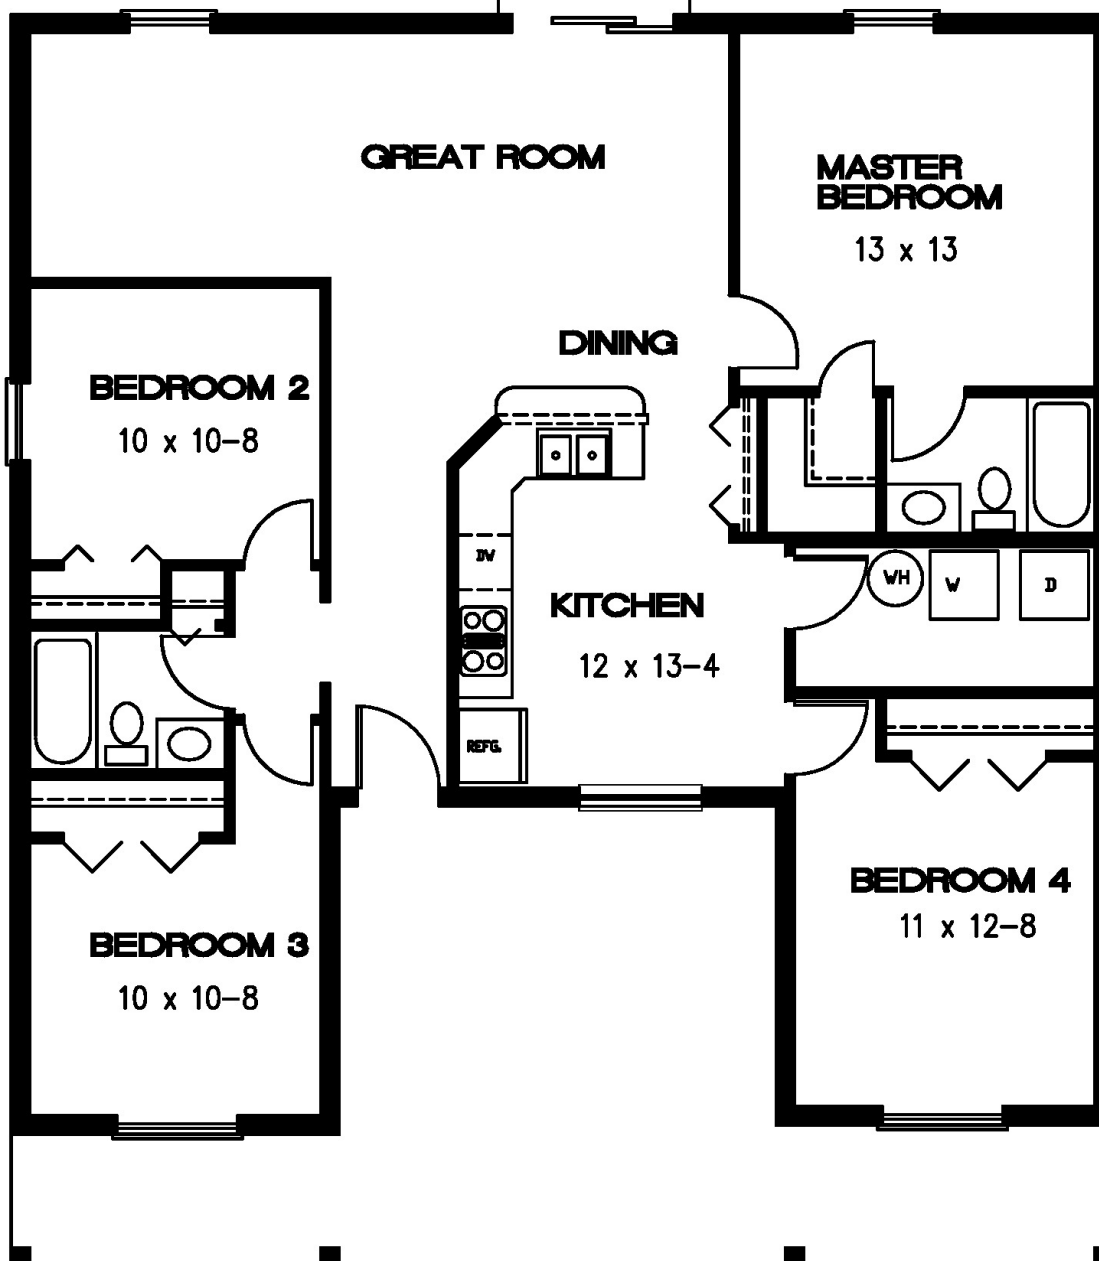 GREAT ROOM
MASTER
BEDROOM
13 x 13
DINING
BEDROOM 2
10 x 10-8
DW
KITCHEN
12 x 13-4
WH
W
D
REFG.
BEDROOM 4
11 x 12-8
BEDROOM 3
10 x 10-8